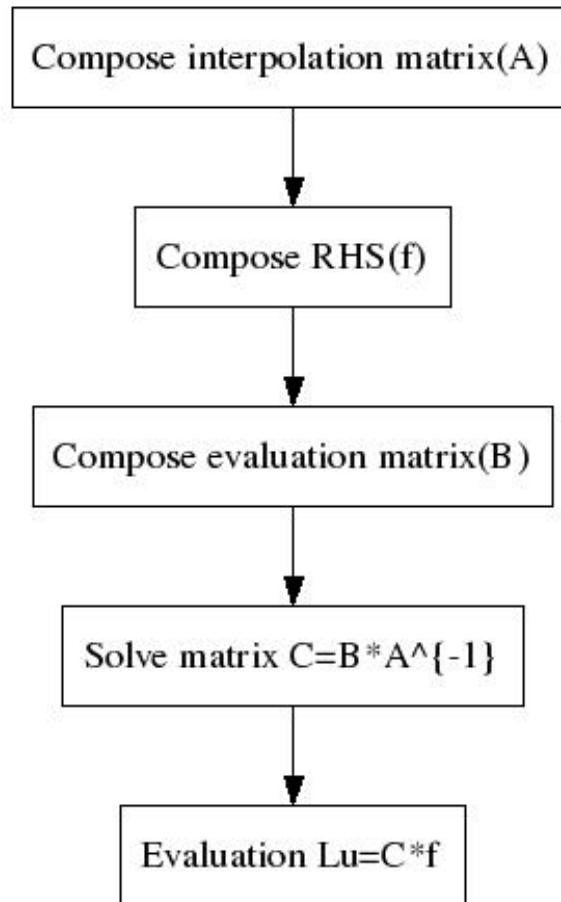 Compose interpolation matrix(A)
Compose RHS(f)
Compose evaluation matrix(B)
Solve matrix C=B*A^{-1}
Evaluation Lu=C*f